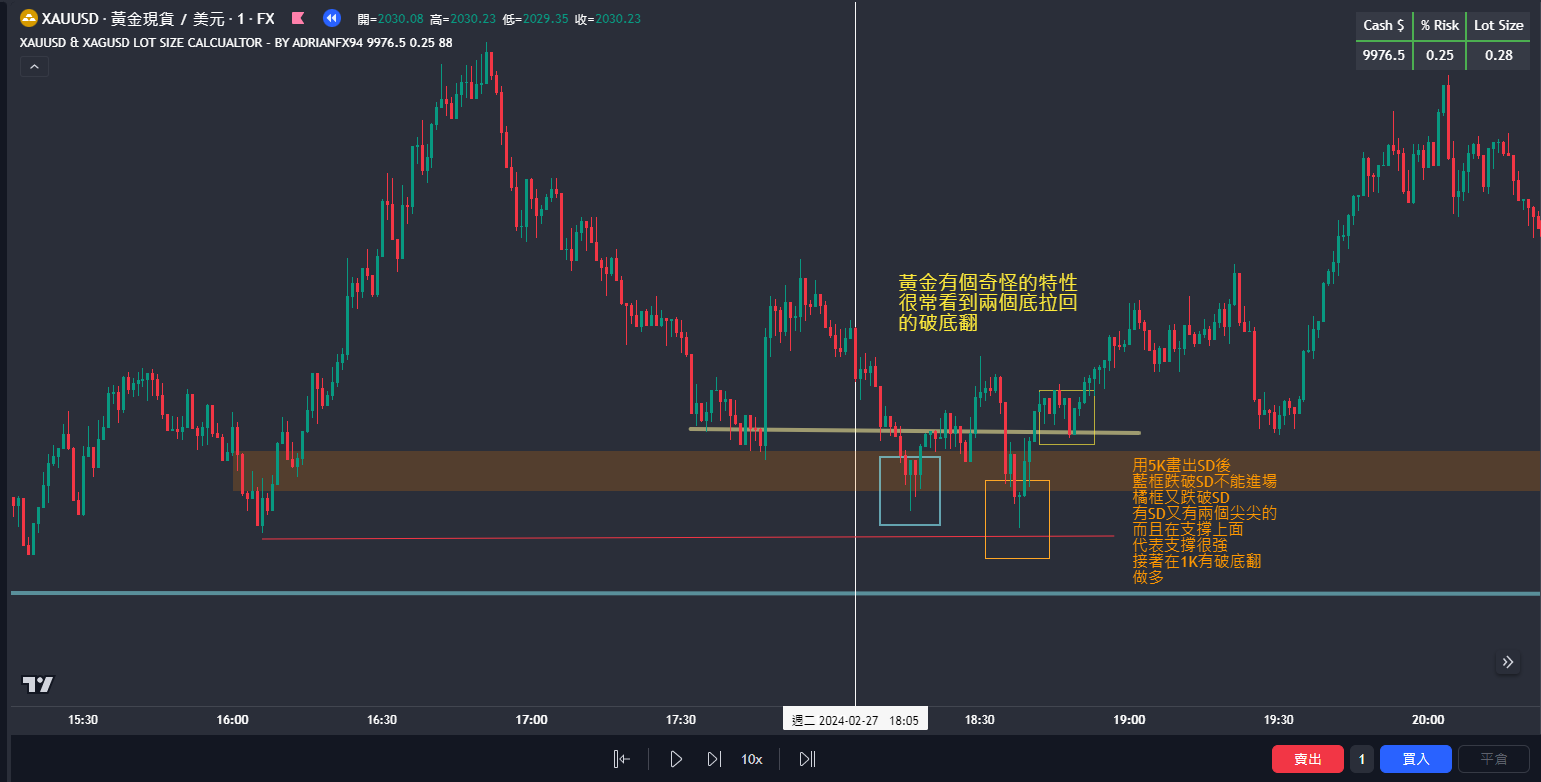 XAUUSD · 黃金現貨 / 美元 · 1 · FX 開=2030.08 高=2030.23 低=2029.35 收=2030.23
XAUUSD & XAGUSD LOT SIZE CALCUALTOR - BY ADRIANFX94 9976.5 0.25 88
Cash $ % Risk Lot Size
9976.5 0.25 0.28
黃金有個奇怪的特性
很常看到兩個底拉回
的破底翻
用5K畫出SD後
藍框跌破SD不能進場
橘框又跌破SD
有SD又有兩個尖尖的
而且在支撐上面
代表支撐很強
接著在1K有破底翻
做多
15:30 16:00 16:30 17:00 17:30 週二 2024-02-27 18:05 18:30 19:00 19:30 20:00
10x 賣出 1 買入 平倉